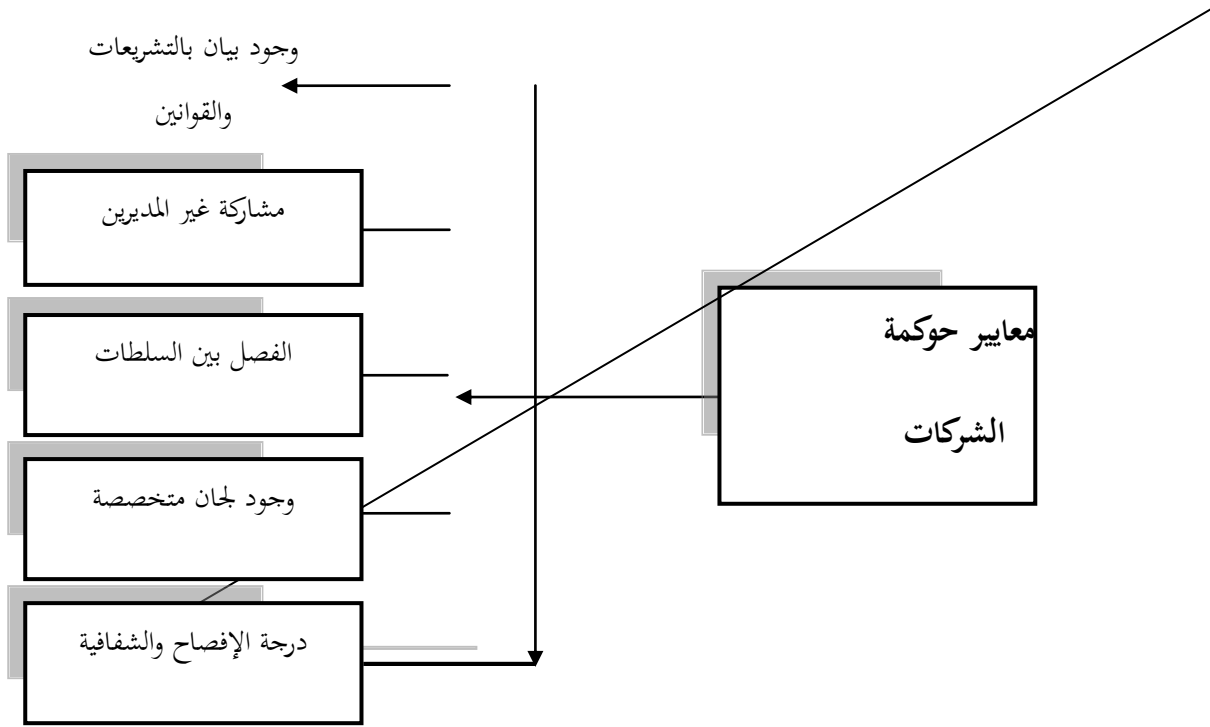 وجود بيان بالتشريعات
والقوانين
مشاركة غير المديرين
معايير حوكمة
الفصل بين السلطات
الشركات
وجود لجان متخصصة
درجة الإفصاح والشفافية